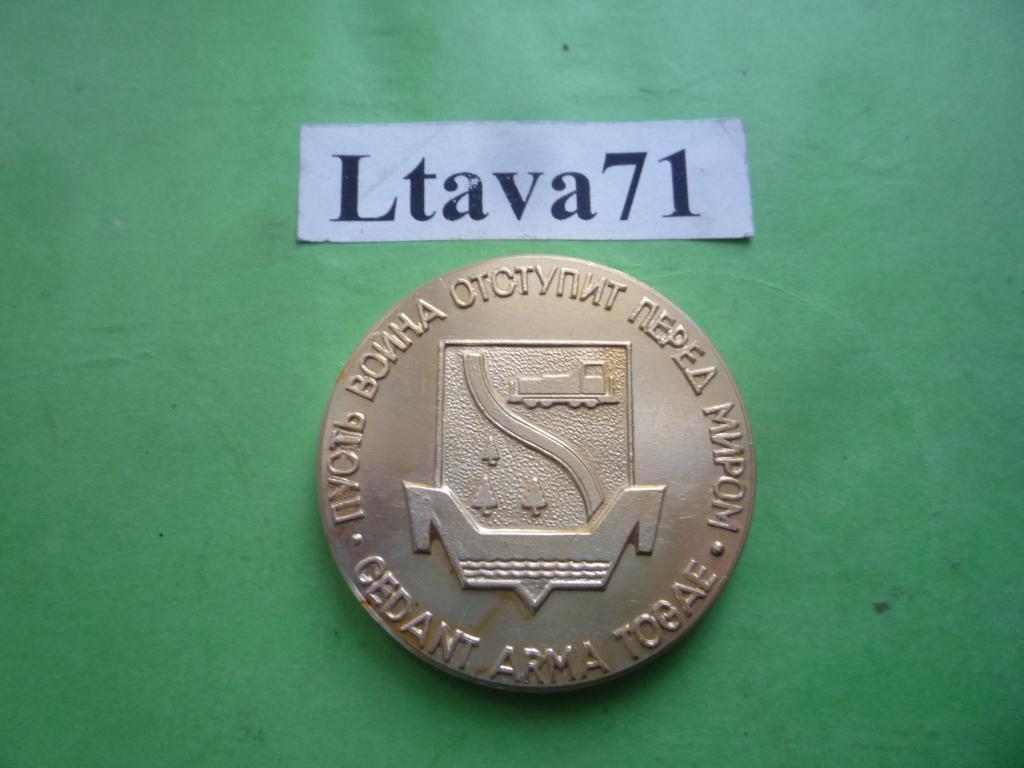 Ltava71
ПУСТЬ ВОЙНА ОТСТУПИТ ПЕРЕД МИРОМ
CEDANT ARMA TOGAE